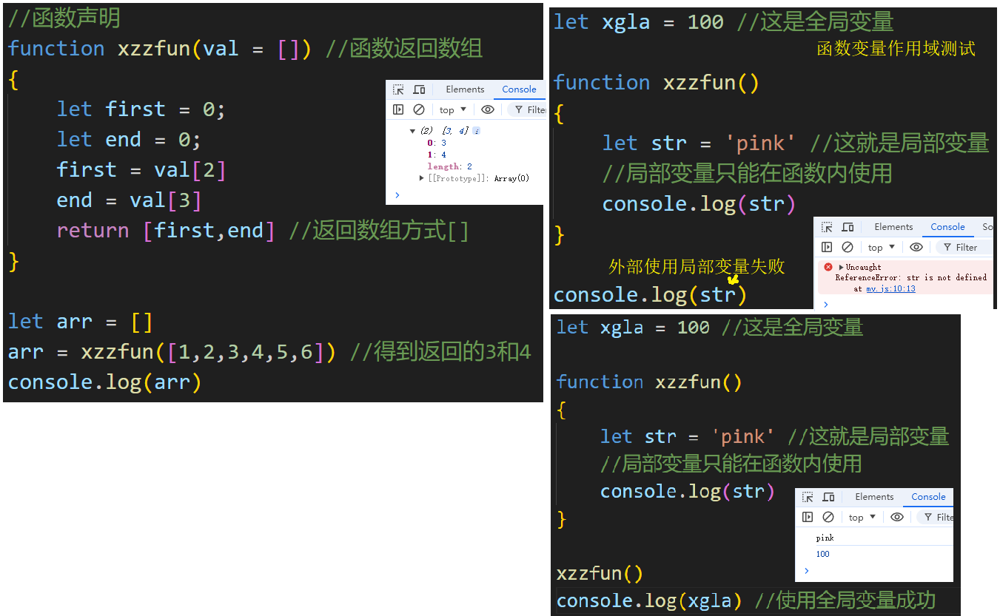 //函数声明
function xzzfun(val = []) //函数返回数组
{
let first = 0;
let end = 0;
first = val[2]
end = val[3]
return [first,end] //返回数组方式[]
}
let arr = []
arr = xzzfun([1,2,3,4,5,6]) //得到返回的3和4
console.log(arr)
Elements Console
top ▼ Filter
▼ (2) [3, 4] i
0: 3
1: 4
length: 2
▶ [[Prototype]]: Array(0)
>
let xgla = 100 //这是全局变量
函数变量作用域测试
function xzzfun()
{
let str = 'pink' //这就是局部变量
//局部变量只能在函数内使用
console.log(str)
}
外部使用局部变量失败
console.log(str)
Elements Console So
top ▼ Filter
▶ Uncaught
ReferenceError: str is not defined
at my.js:10:13
>
let xgla = 100 //这是全局变量
function xzzfun()
{
let str = 'pink' //这就是局部变量
//局部变量只能在函数内使用
console.log(str)
}
xzzfun()
console.log(xgla) //使用全局变量成功
Elements Console
top ▼ Filte
pink
100
>